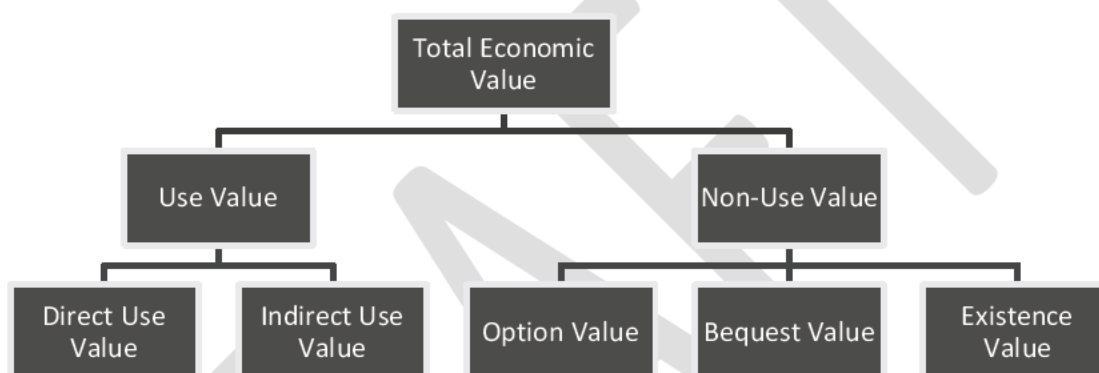 Total Economic
Value
Use Value
Non-Use Value
Direct Use
Value
Indirect Use
Value
Option Value
Bequest Value
Existence
Value